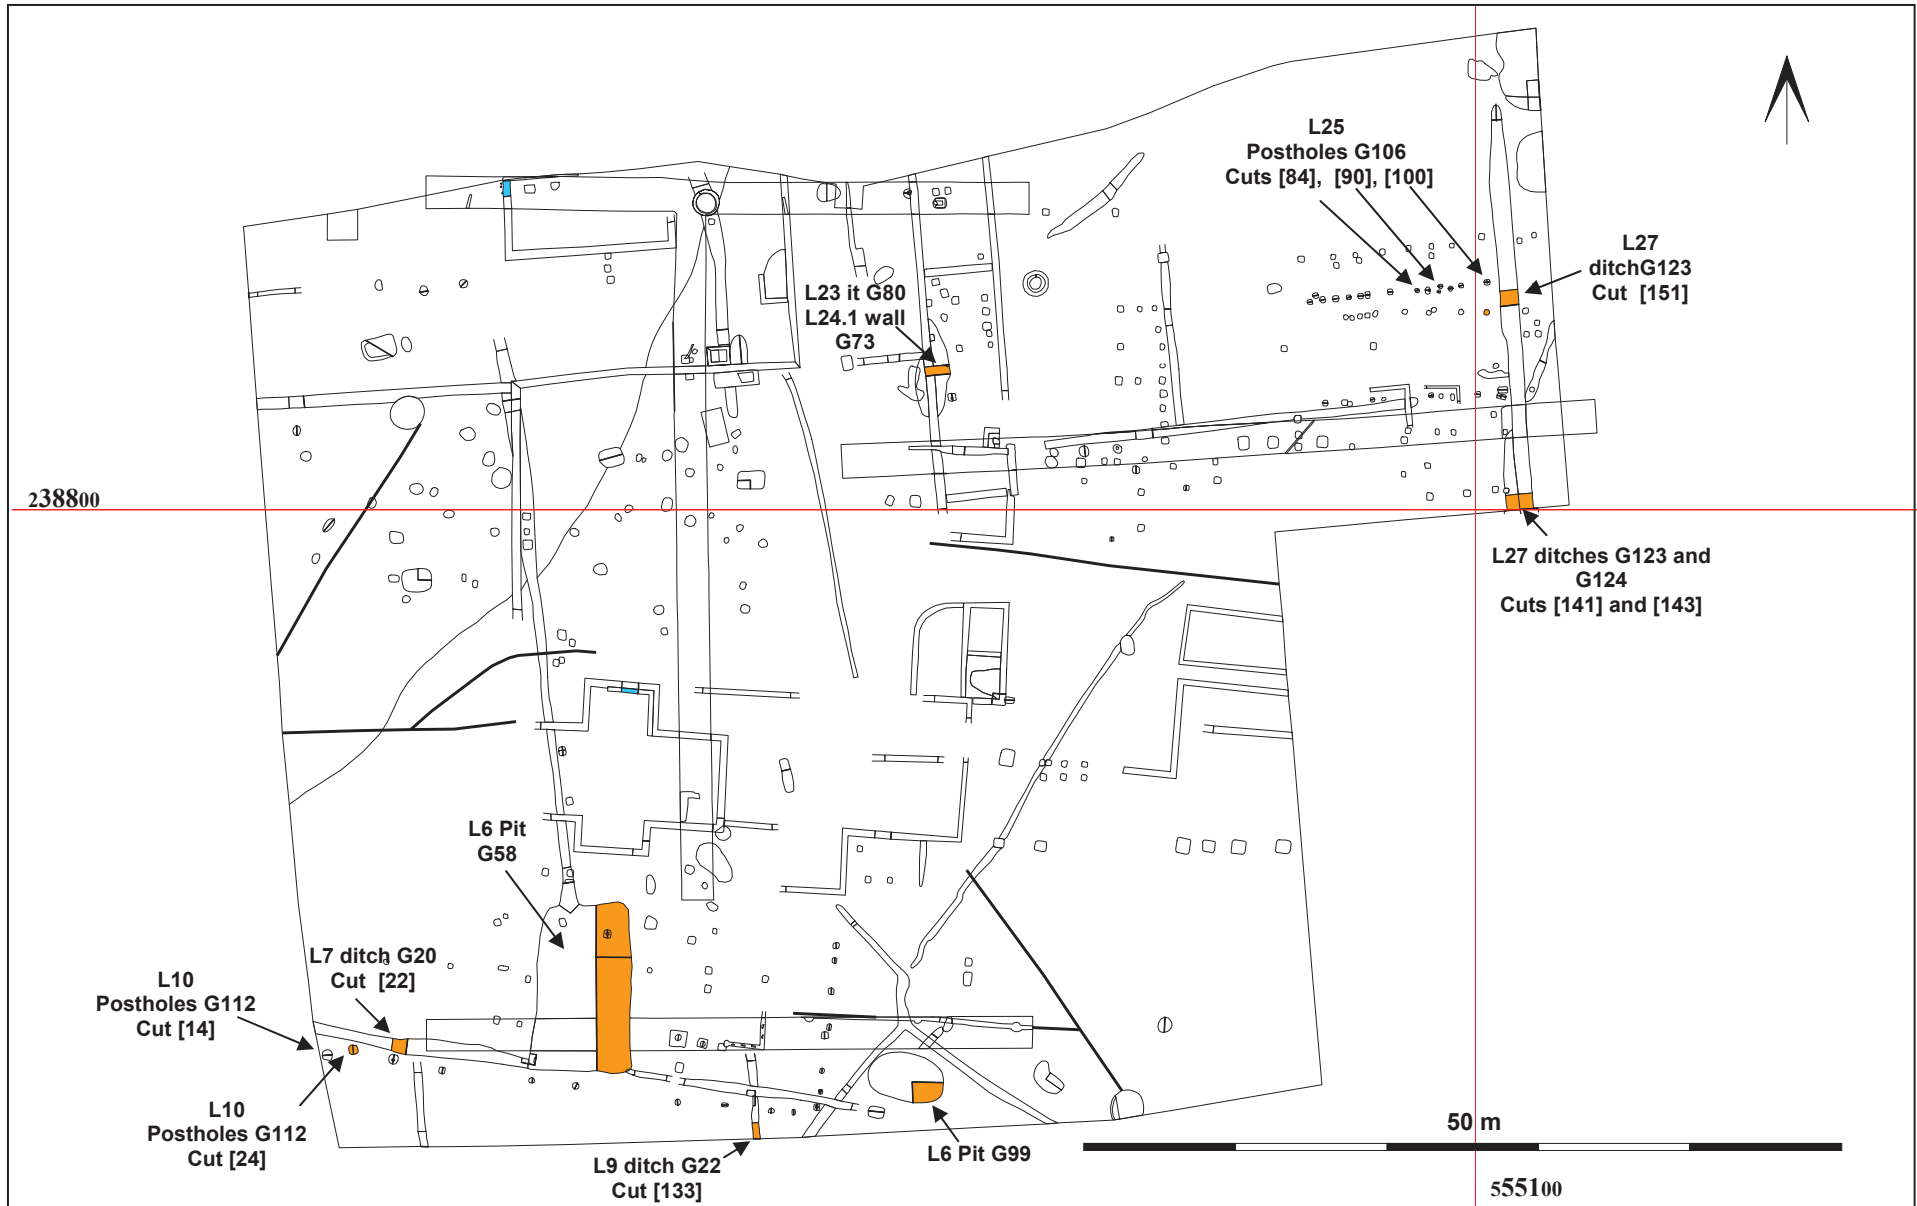 L25
Postholes G106
Cuts [84], [90], [100]
L27
ditchG123
Cut [151]
L23 it G80
L24.1 wall
G73
238800
L27 ditches G123 and
G124
Cuts [141] and [143]
L6 Pit
G58
L7 ditch G20
Cut [22]
L10
Postholes G112
Cut [14]
L10
Postholes G112
Cut [24]
L9 ditch G22
Cut [133]
L6 Pit G99
50 m
555100